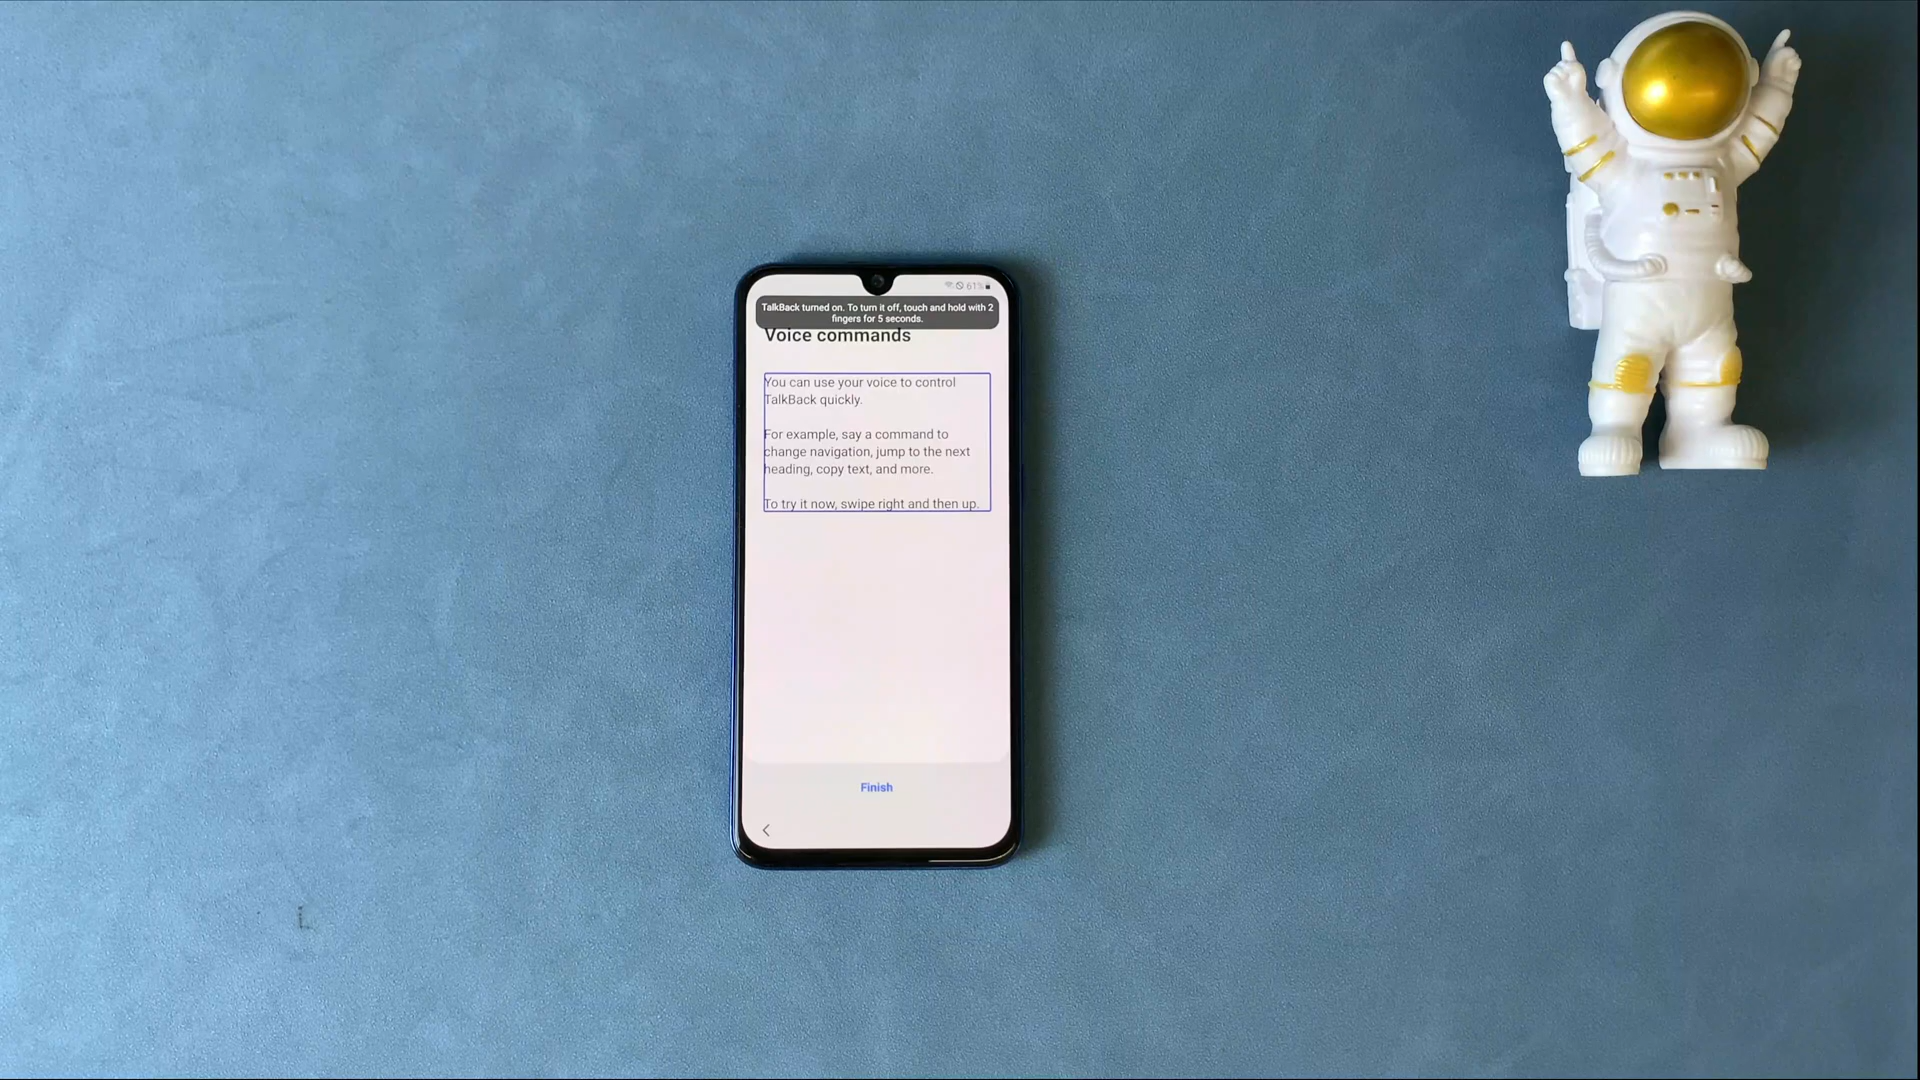 61%
TalkBack turned on. To turn it off, touch and hold with 2
fingers for 5 seconds.
Voice commands
You can use your voice to control
TalkBack quickly.
For example, say a command to
change navigation, jump to the next
heading, copy text, and more.
To try it now, swipe right and then up.
Finish